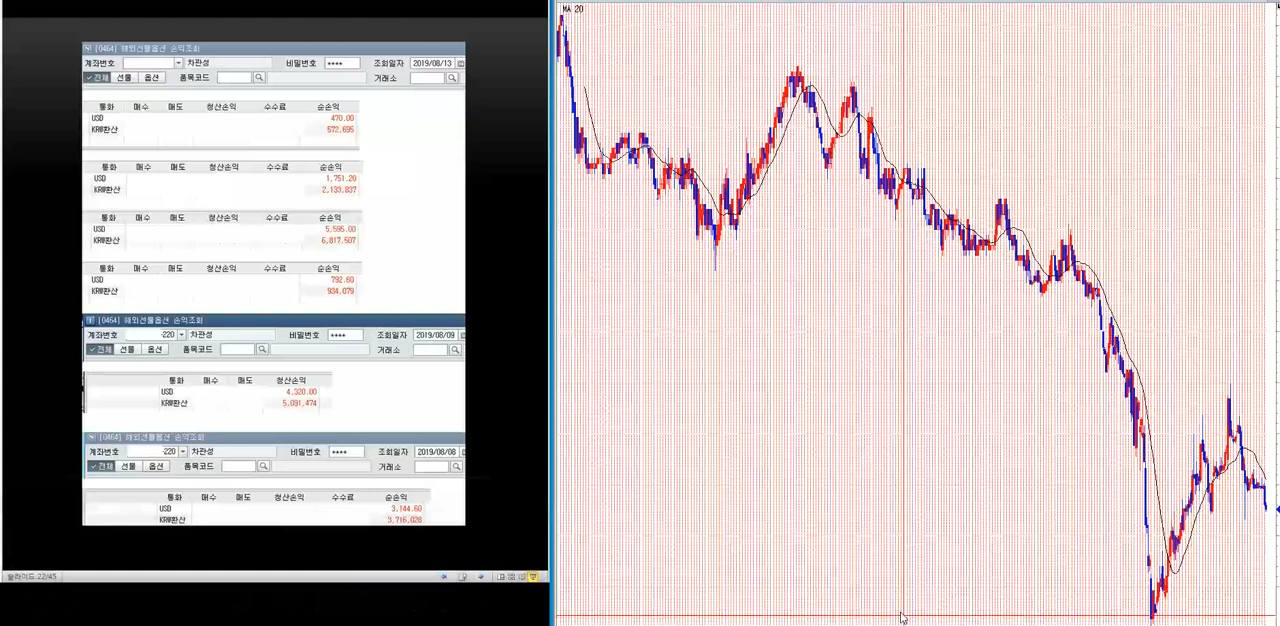 MA 20
[0464] 해외선물옵션 손익조회
계좌번호 차관성 비밀번호 **** 조회일자 2019/08/13
전체 선물 옵션 품목코드 거래소
통화 매수 매도 청산손익 수수료 순손익
USD 470.00
KRW환산 572,695
통화 매수 매도 청산손익 수수료 순손익
USD 1,751.20
KRW환산 2,133,837
통화 매수 매도 청산손익 수수료 순손익
USD 5,595.00
KRW환산 6,817,507
통화 매수 매도 청산손익 수수료 순손익
USD 792.60
KRW환산 934,079
[0464] 해외선물옵션 손익조회
계좌번호 -220 차관성 비밀번호 **** 조회일자 2019/08/09
전체 선물 옵션 품목코드 거래소
통화 매수 매도 청산손익
USD 4,320.00
KRW환산 5,091,474
[0464] 해외선물옵션 손익조회
계좌번호 -220 차관성 비밀번호 **** 조회일자 2019/08/08
전체 선물 옵션 품목코드 거래소
통화 매수 매도 청산손익 수수료 순손익
USD 3,144.60
KRW환산 3,716,028
슬라이드 22/45